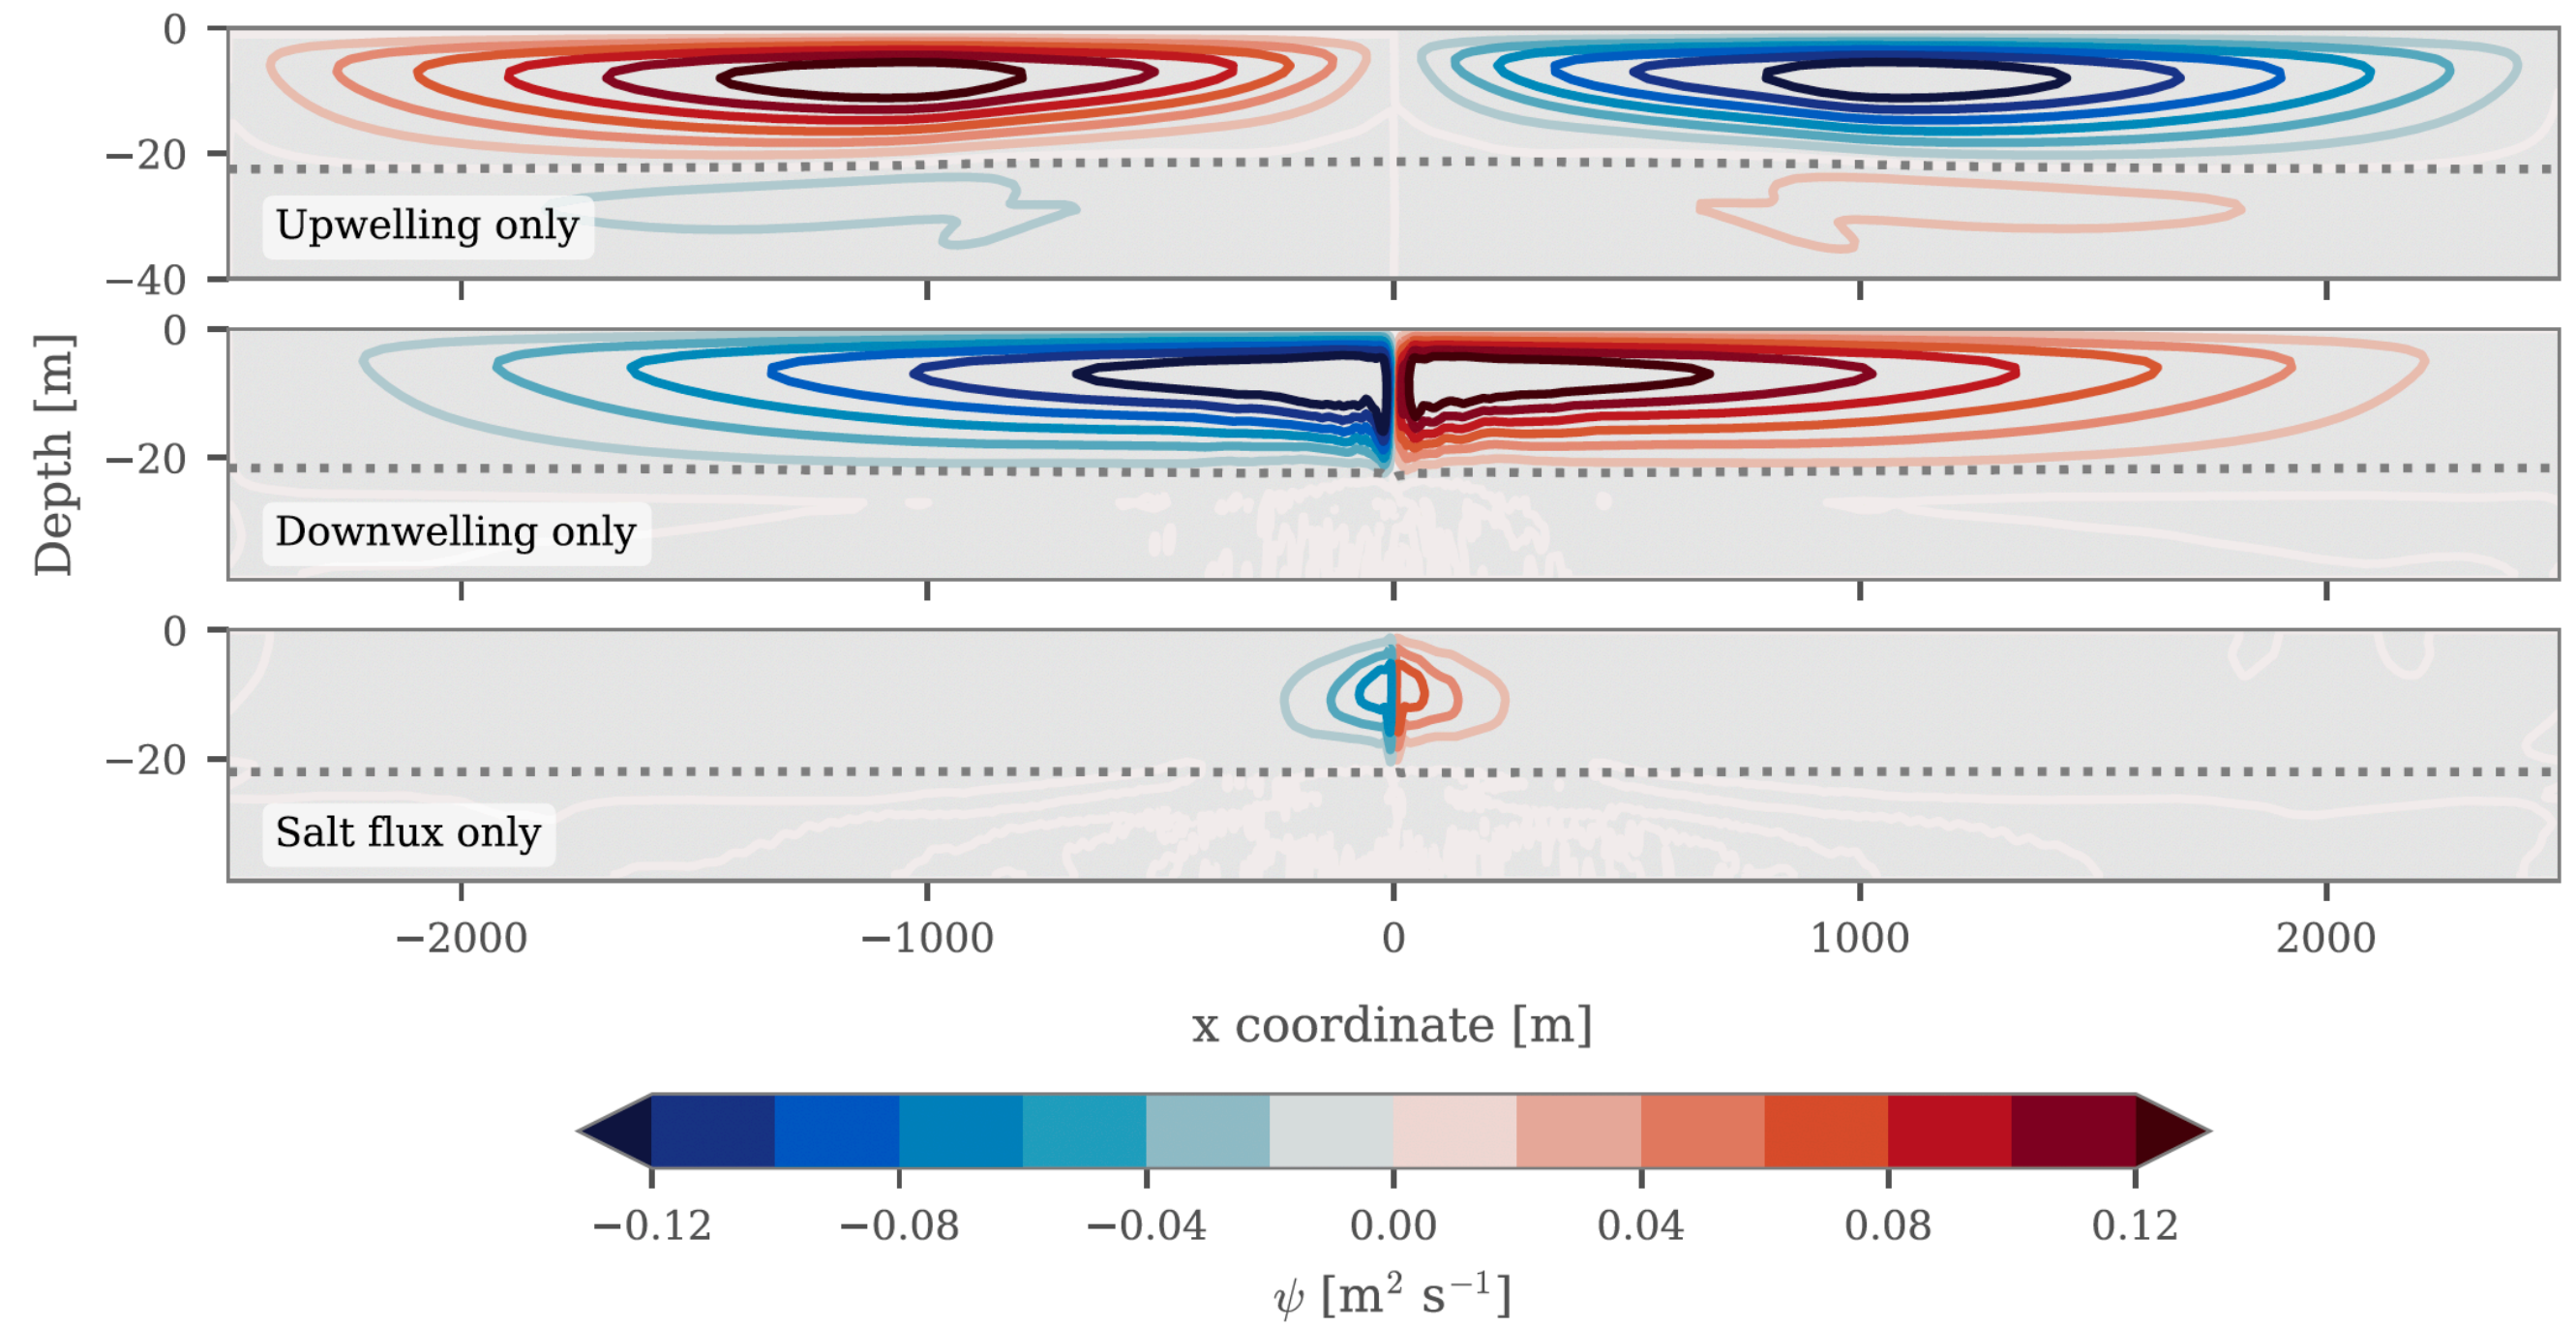 0
−20
−40
Upwelling only
0
−20
Downwelling only
Depth [m]
0
−20
Salt flux only
−2000 −1000 0 1000 2000
x coordinate [m]
−0.12 −0.08 −0.04 0.00 0.04 0.08 0.12
ψ [m² s⁻¹]